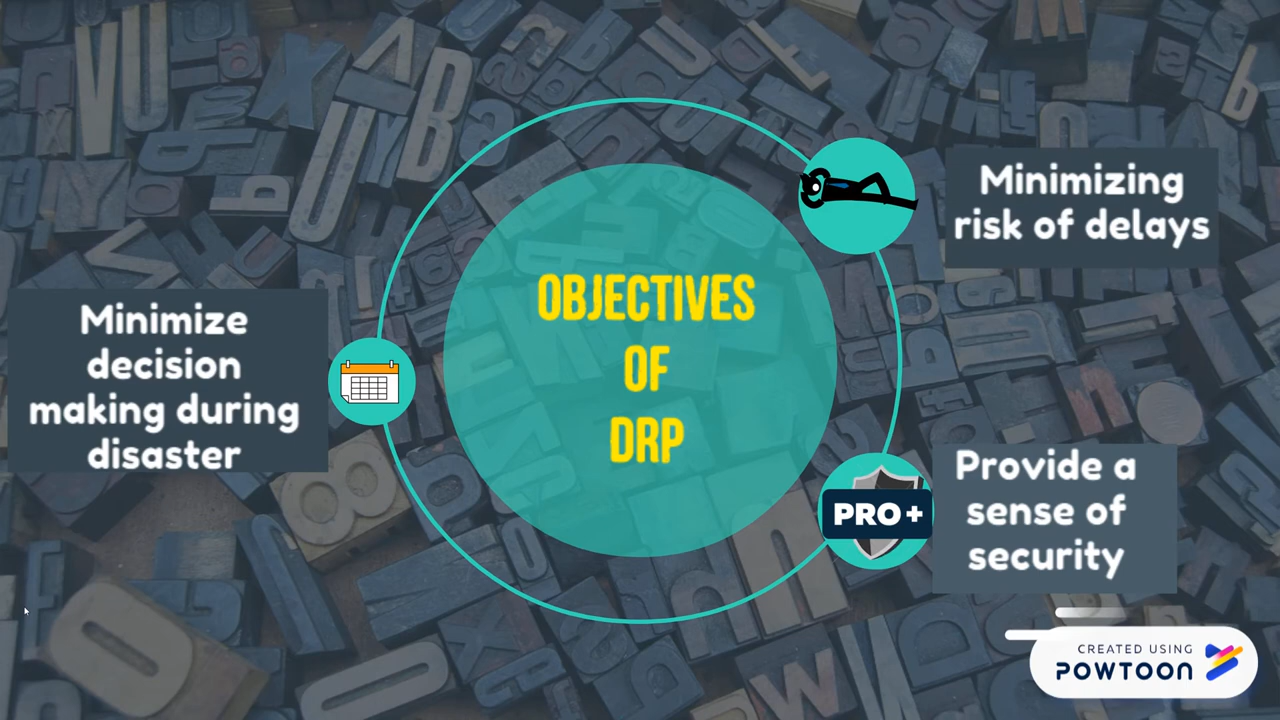 OBJECTIVES
OF
DRP
Minimizing
risk of delays
Provide a
sense of
security
Minimize
decision
making during
disaster
PRO+
CREATED USING
POWTOON